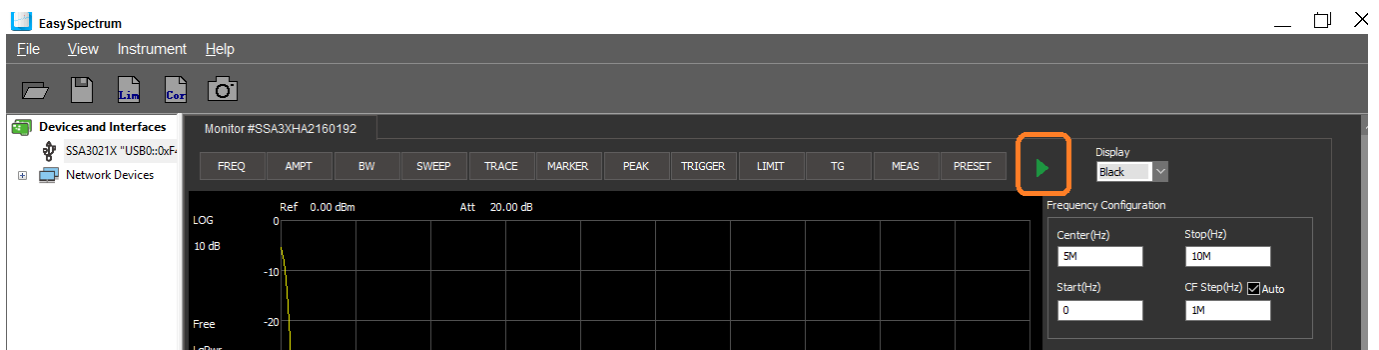 EasySpectrum
File View Instrument Help
Lim Cor
Devices and Interfaces
SSA3021X "USB0::0xF4
Network Devices
Monitor #SSA3XHA2160192
FREQ AMPT BW SWEEP TRACE MARKER PEAK TRIGGER LIMIT TG MEAS PRESET
Display
Black
Ref 0.00 dBm Att 20.00 dB
LOG
10 dB
0
-10
Free
-20
LgPwr
Frequency Configuration
Center(Hz) Stop(Hz)
5M 10M
Start(Hz) CF Step(Hz) Auto
0 1M